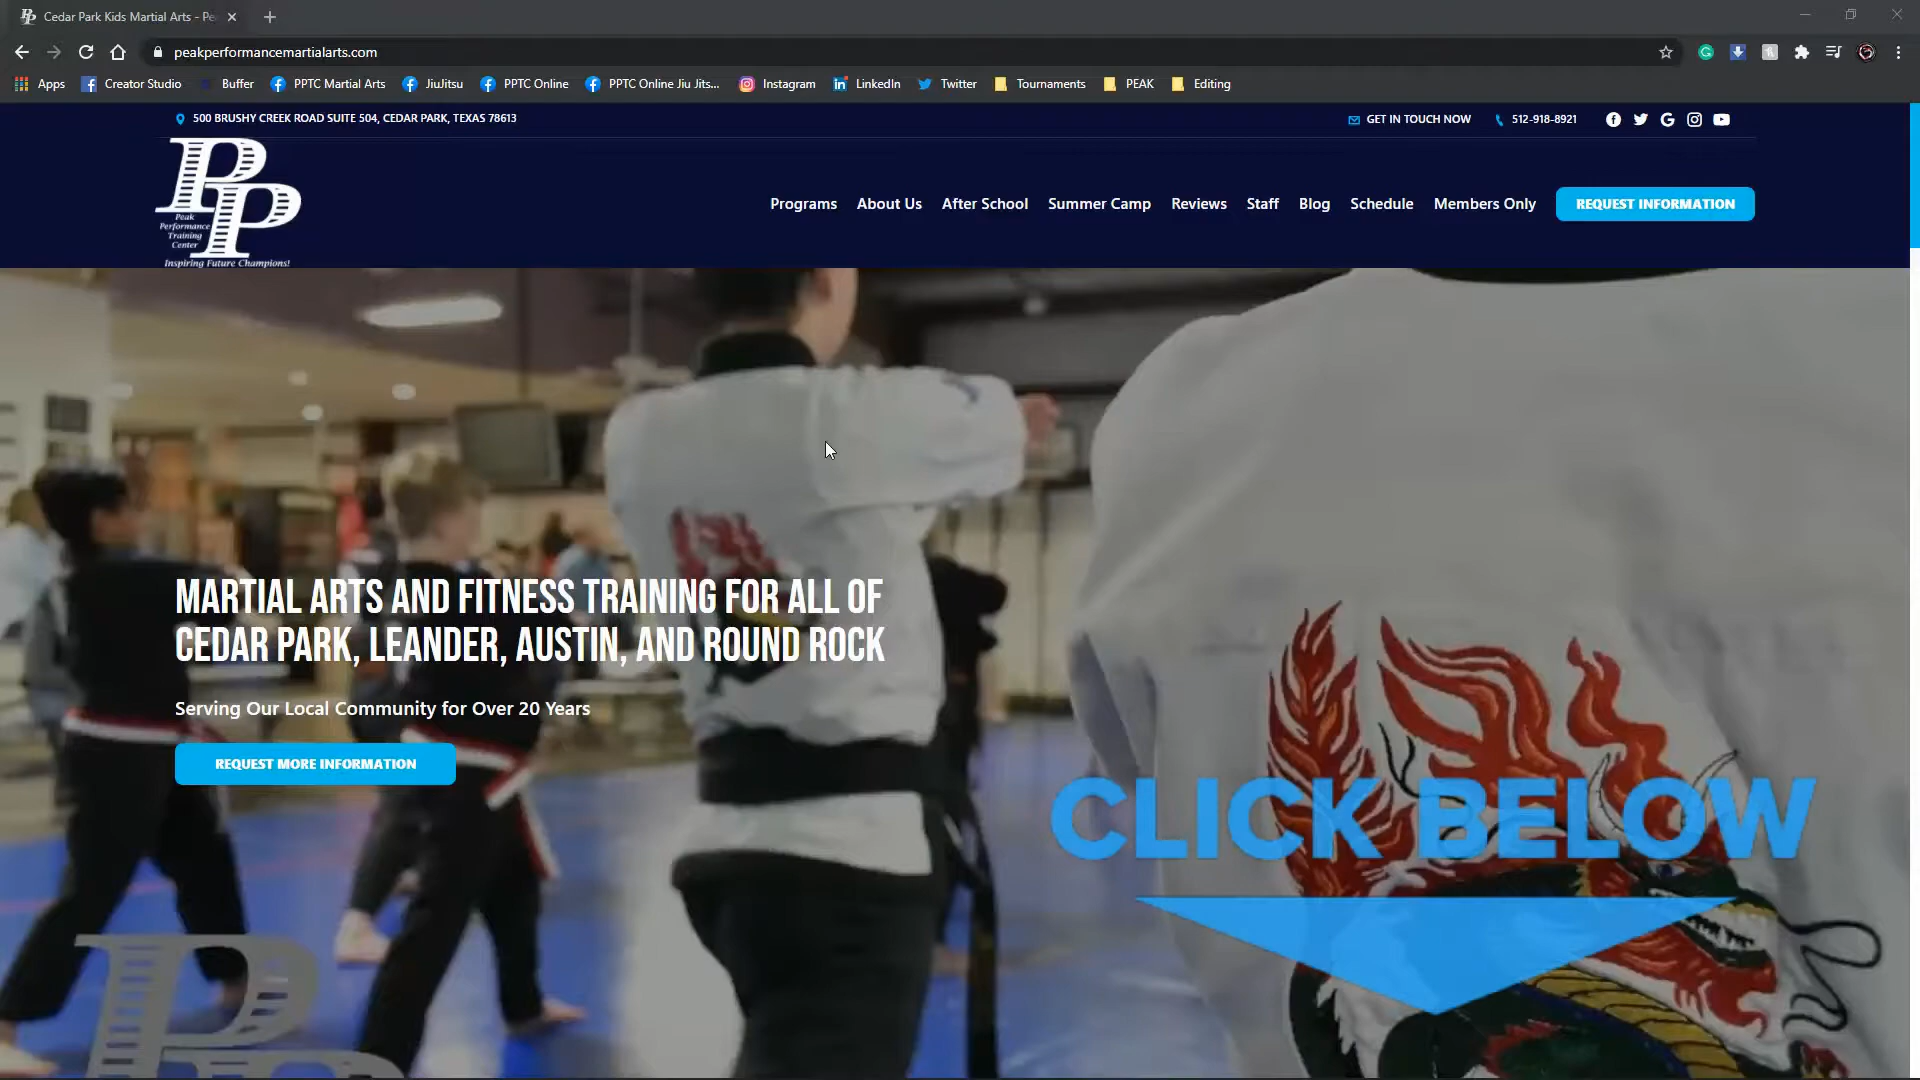 Cedar Park Kids Martial Arts - Pe
peakperformancemartialarts.com
Apps
Creator Studio
Buffer
PPTC Martial Arts
JiuJitsu
PPTC Online
PPTC Online Jiu Jits...
Instagram
LinkedIn
Twitter
Tournaments
PEAK
Editing
500 BRUSHY CREEK ROAD SUITE 504, CEDAR PARK, TEXAS 78613
GET IN TOUCH NOW
512-918-8921
PP
Peak
Performance
Training
Center
Inspiring Future Champions!
Programs
About Us
After School
Summer Camp
Reviews
Staff
Blog
Schedule
Members Only
REQUEST INFORMATION
MARTIAL ARTS AND FITNESS TRAINING FOR ALL OF
CEDAR PARK, LEANDER, AUSTIN, AND ROUND ROCK
Serving Our Local Community for Over 20 Years
REQUEST MORE INFORMATION
CLICK BELOW
PP